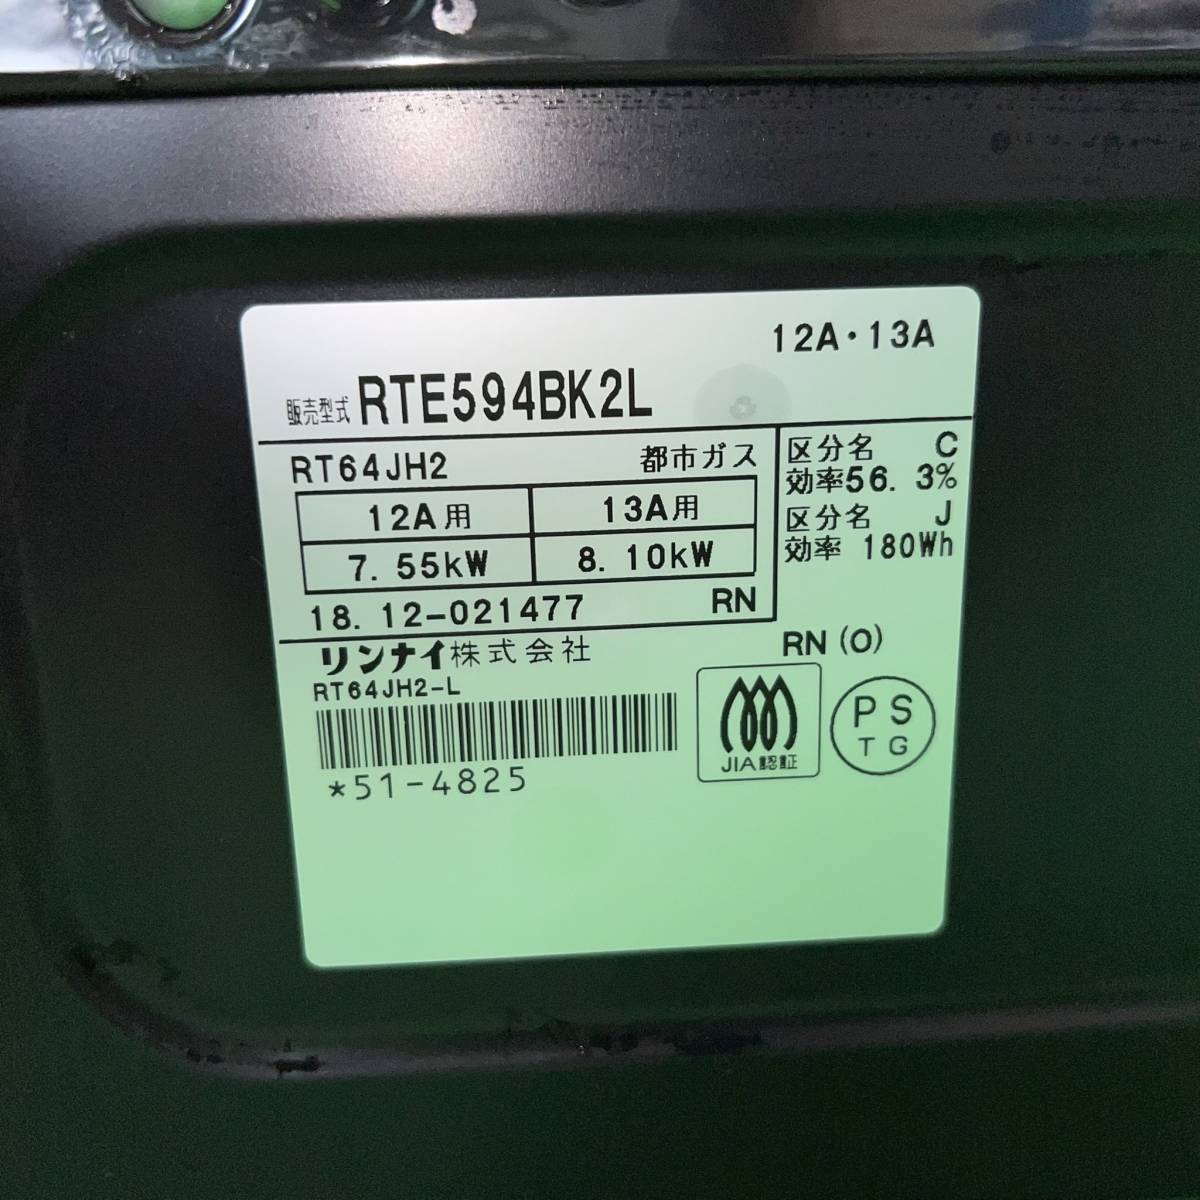 12A・13A
販売型式 RTE594BK2L
RT64JH2 都市ガス
12A用 13A用
7.55kW 8.10kW
18.12-021477 RN
区分名 C
効率56.3%
区分名 J
効率 180Wh
リンナイ株式会社
RN (O)
RT64JH2-L
*51-4825
JIA認証
PS
TG